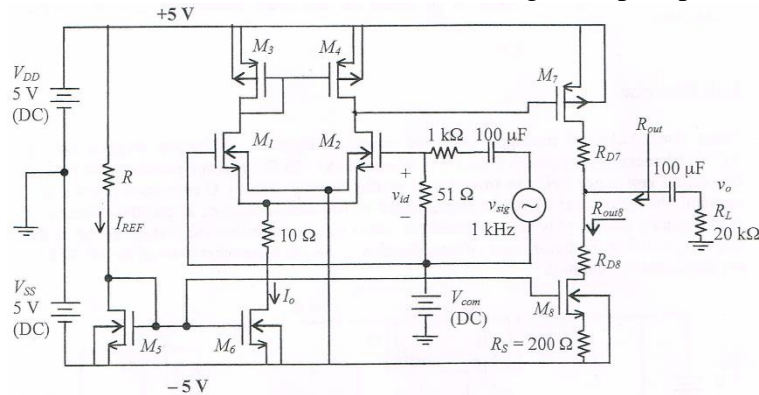 +5 V
M3
M4
VDD
5 V
(DC)
M7
M1
M2
1 kΩ
100 μF
Rout
RD7
100 μF
R
+
vid
−
51 Ω
vsig
1 kHz
vo
Rout8
RL
20 kΩ
IREF
10 Ω
RD8
VSS
5 V
(DC)
Io
Vcom
(DC)
M8
M5
M6
RS = 200 Ω
− 5 V